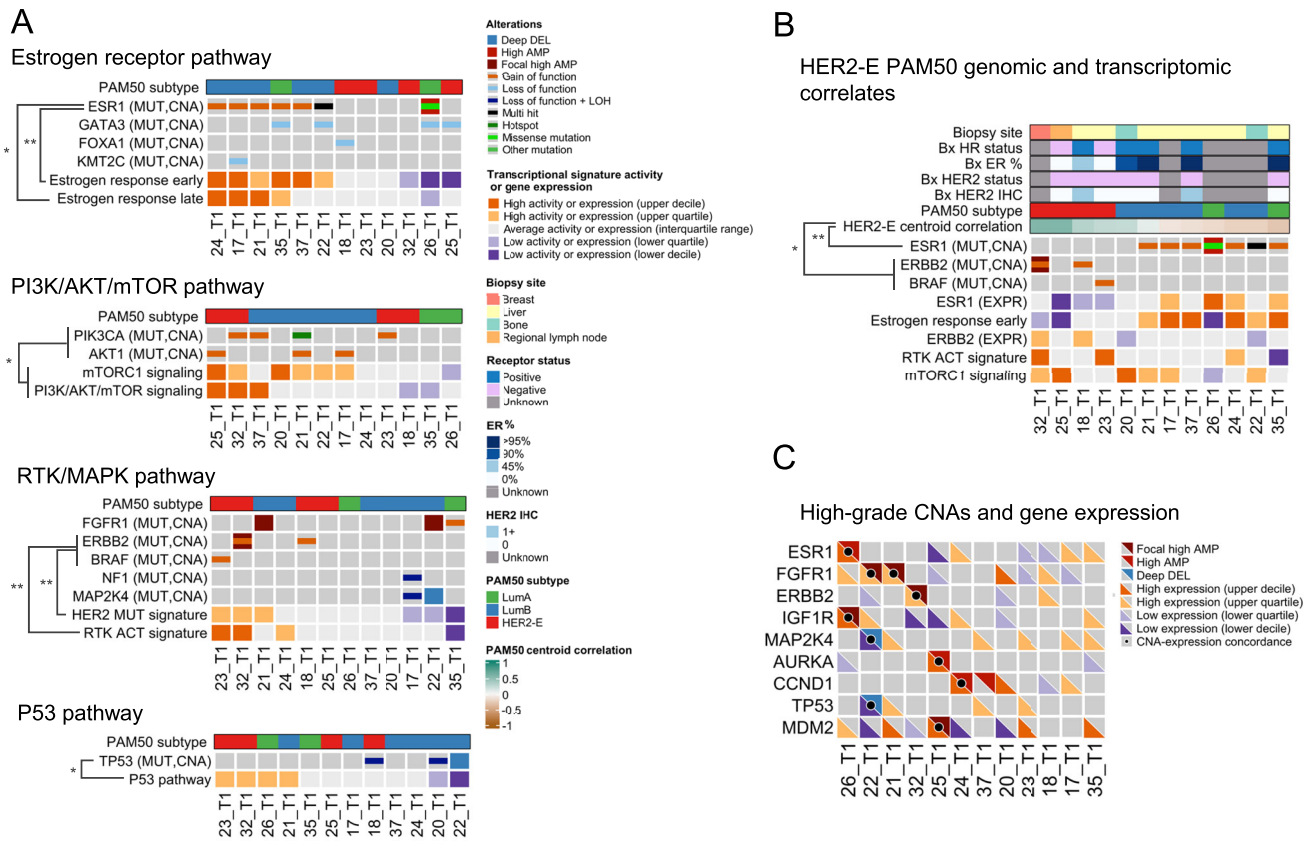 A
Estrogen receptor pathway
PAM50 subtype
ESR1 (MUT,CNA)
GATA3 (MUT,CNA)
FOXA1 (MUT,CNA)
KMT2C (MUT,CNA)
Estrogen response early
Estrogen response late
*
**
24_T1
17_T1
21_T1
35_T1
37_T1
22_T1
18_T1
23_T1
20_T1
32_T1
26_T1
25_T1
PI3K/AKT/mTOR pathway
PAM50 subtype
PIK3CA (MUT,CNA)
AKT1 (MUT,CNA)
mTORC1 signaling
PI3K/AKT/mTOR signaling
*
25_T1
32_T1
37_T1
20_T1
21_T1
22_T1
17_T1
24_T1
23_T1
18_T1
35_T1
26_T1
RTK/MAPK pathway
PAM50 subtype
FGFR1 (MUT,CNA)
ERBB2 (MUT,CNA)
BRAF (MUT,CNA)
NF1 (MUT,CNA)
MAP2K4 (MUT,CNA)
HER2 MUT signature
RTK ACT signature
**
**
23_T1
32_T1
21_T1
24_T1
18_T1
25_T1
26_T1
37_T1
20_T1
17_T1
22_T1
35_T1
P53 pathway
PAM50 subtype
TP53 (MUT,CNA)
P53 pathway
*
23_T1
32_T1
26_T1
21_T1
35_T1
25_T1
17_T1
18_T1
37_T1
24_T1
20_T1
22_T1
Alterations
Deep DEL
High AMP
Focal high AMP
Gain of function
Loss of function
Loss of function + LOH
Multi hit
Hotspot
Missense mutation
Other mutation
Transcriptional signature activity
or gene expression
High activity or expression (upper decile)
High activity or expression (upper quartile)
Average activity or expression (interquartile range)
Low activity or expression (lower quartile)
Low activity or expression (lower decile)
Biopsy site
Breast
Liver
Bone
Regional lymph node
Receptor status
Positive
Negative
Unknown
ER %
>95%
90%
45%
0%
Unknown
HER2 IHC
1+
0
Unknown
PAM50 subtype
LumA
LumB
HER2-E
PAM50 centroid correlation
1
0.5
0
-0.5
-1
B
HER2-E PAM50 genomic and transcriptomic
correlates
Biopsy site
Bx HR status
Bx ER %
Bx HER2 status
Bx HER2 IHC
PAM50 subtype
HER2-E centroid correlation
ESR1 (MUT,CNA)
ERBB2 (MUT,CNA)
BRAF (MUT,CNA)
ESR1 (EXPR)
Estrogen response early
ERBB2 (EXPR)
RTK ACT signature
mTORC1 signaling
*
**
32_T1
25_T1
18_T1
23_T1
20_T1
21_T1
17_T1
37_T1
26_T1
24_T1
22_T1
35_T1
C
High-grade CNAs and gene expression
ESR1
FGFR1
ERBB2
IGF1R
MAP2K4
AURKA
CCND1
TP53
MDM2
26_T1
22_T1
21_T1
32_T1
25_T1
24_T1
37_T1
20_T1
23_T1
18_T1
17_T1
35_T1
Focal high AMP
High AMP
Deep DEL
High expression (upper decile)
High expression (upper quartile)
Low expression (lower quartile)
Low expression (lower decile)
CNA-expression concordance